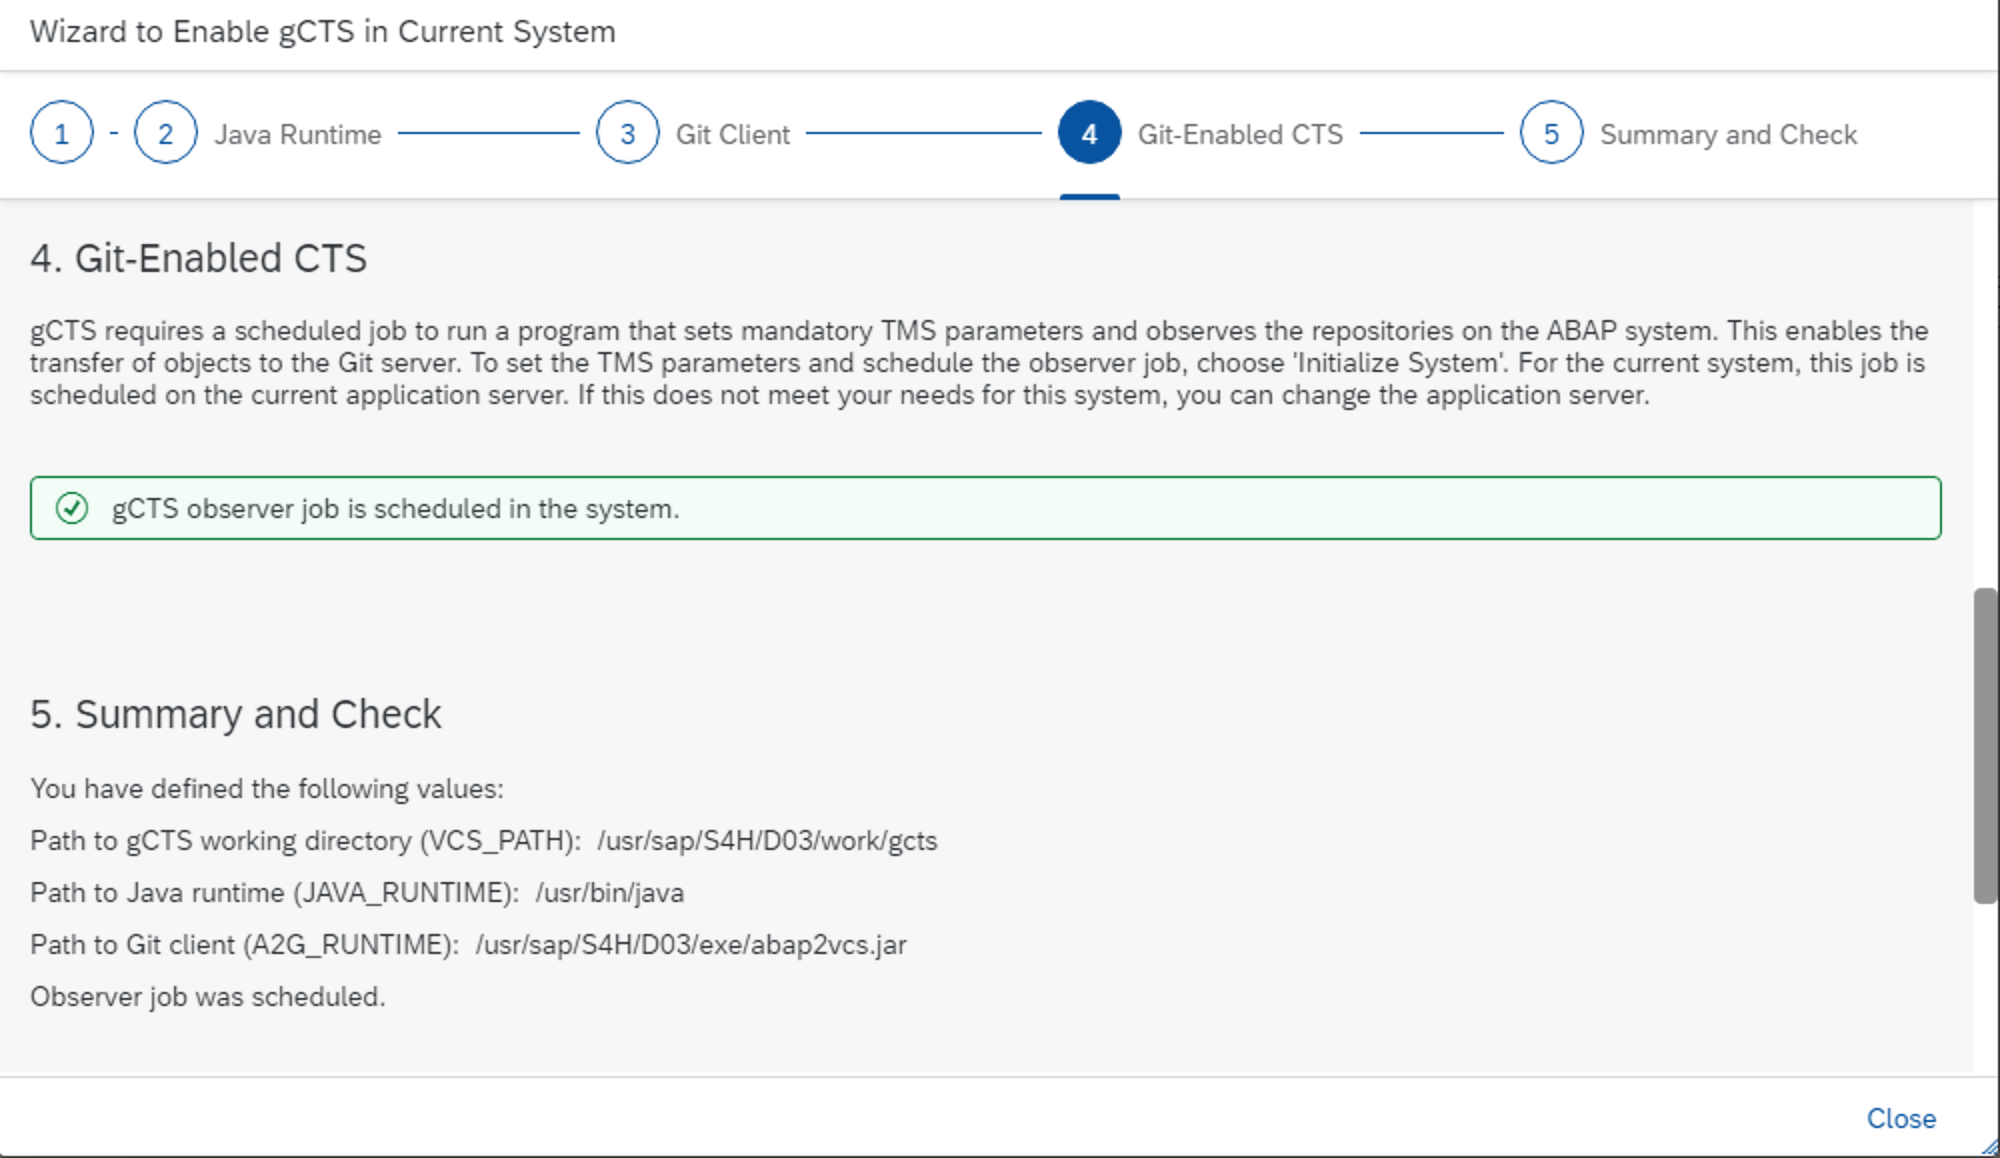 Wizard to Enable gCTS in Current System
1 - 2 Java Runtime 3 Git Client 4 Git-Enabled CTS 5 Summary and Check
4. Git-Enabled CTS
gCTS requires a scheduled job to run a program that sets mandatory TMS parameters and observes the repositories on the ABAP system. This enables the
transfer of objects to the Git server. To set the TMS parameters and schedule the observer job, choose 'Initialize System'. For the current system, this job is
scheduled on the current application server. If this does not meet your needs for this system, you can change the application server.
gCTS observer job is scheduled in the system.
5. Summary and Check
You have defined the following values:
Path to gCTS working directory (VCS_PATH): /usr/sap/S4H/D03/work/gcts
Path to Java runtime (JAVA_RUNTIME): /usr/bin/java
Path to Git client (A2G_RUNTIME): /usr/sap/S4H/D03/exe/abap2vcs.jar
Observer job was scheduled.
Close